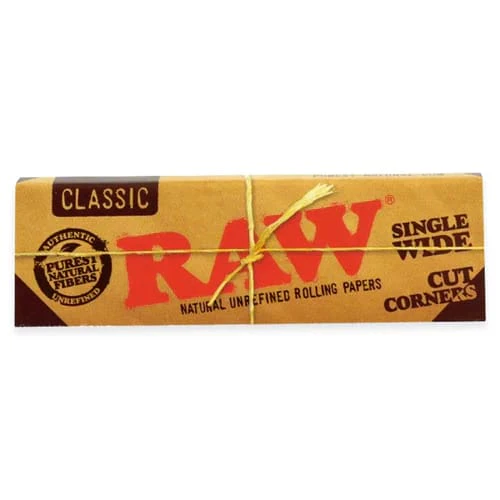 CLASSIC
AUTHENTIC
PUREST
NATURAL
FIBERS
UNREFINED
RAW®
NATURAL UNREFINED ROLLING PAPERS
SINGLE
WIDE
CUT
CORNERS